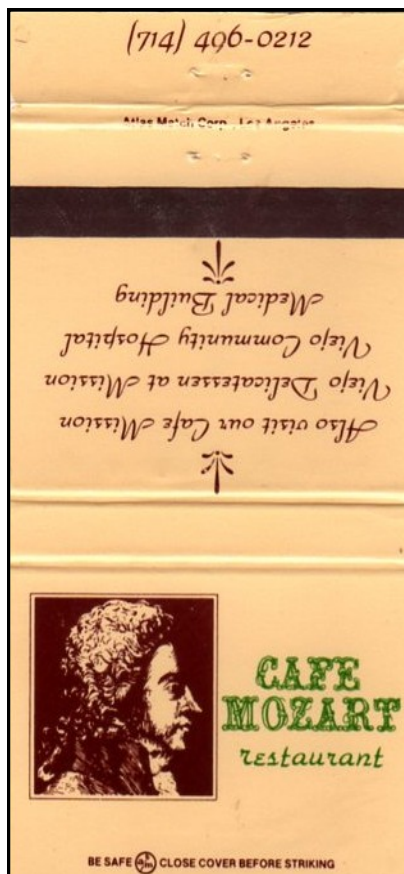 (714) 496-0212
Atlas Match Corp., Los Angeles
Also visit our Cafe Mission
Viejo Delicatessen at Mission
Viejo Community Hospital
Medical Building
CAFE
MOZART
restaurant
BE SAFE CLOSE COVER BEFORE STRIKING